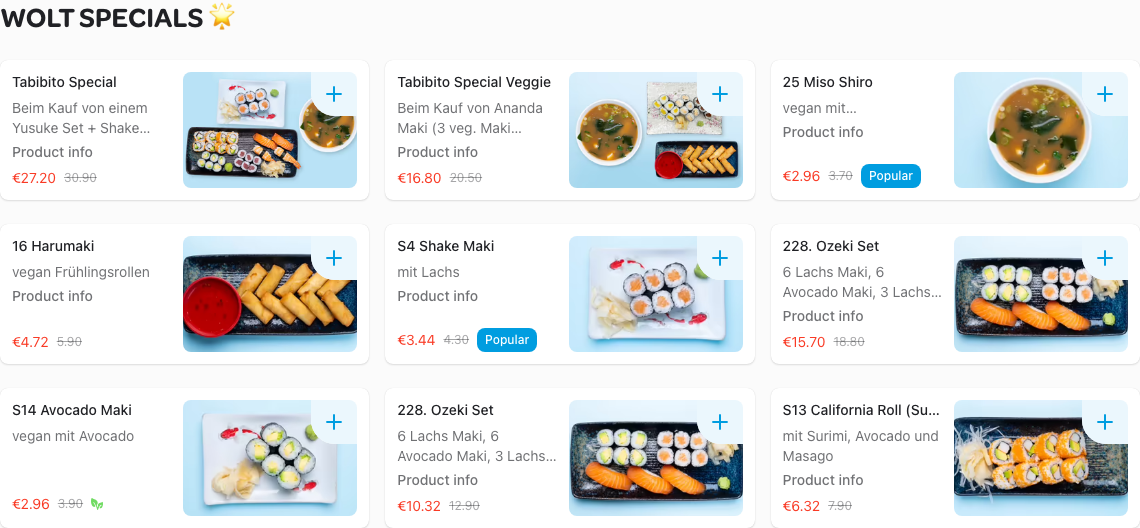 WOLT SPECIALS 🌟
Tabibito Special
Beim Kauf von einem
Yusuke Set + Shake...
Product info
€27.20 30.90
Tabibito Special Veggie
Beim Kauf von Ananda
Maki (3 veg. Maki...
Product info
€16.80 20.50
25 Miso Shiro
vegan mit...
Product info
€2.96 3.70 Popular
16 Harumaki
vegan Frühlingsrollen
Product info
€4.72 5.90
S4 Shake Maki
mit Lachs
Product info
€3.44 4.30 Popular
228. Ozeki Set
6 Lachs Maki, 6
Avocado Maki, 3 Lachs...
Product info
€15.70 18.80
S14 Avocado Maki
vegan mit Avocado
€2.96 3.90
228. Ozeki Set
6 Lachs Maki, 6
Avocado Maki, 3 Lachs...
Product info
€10.32 12.90
S13 California Roll (Su...
mit Surimi, Avocado und
Masago
Product info
€6.32 7.90